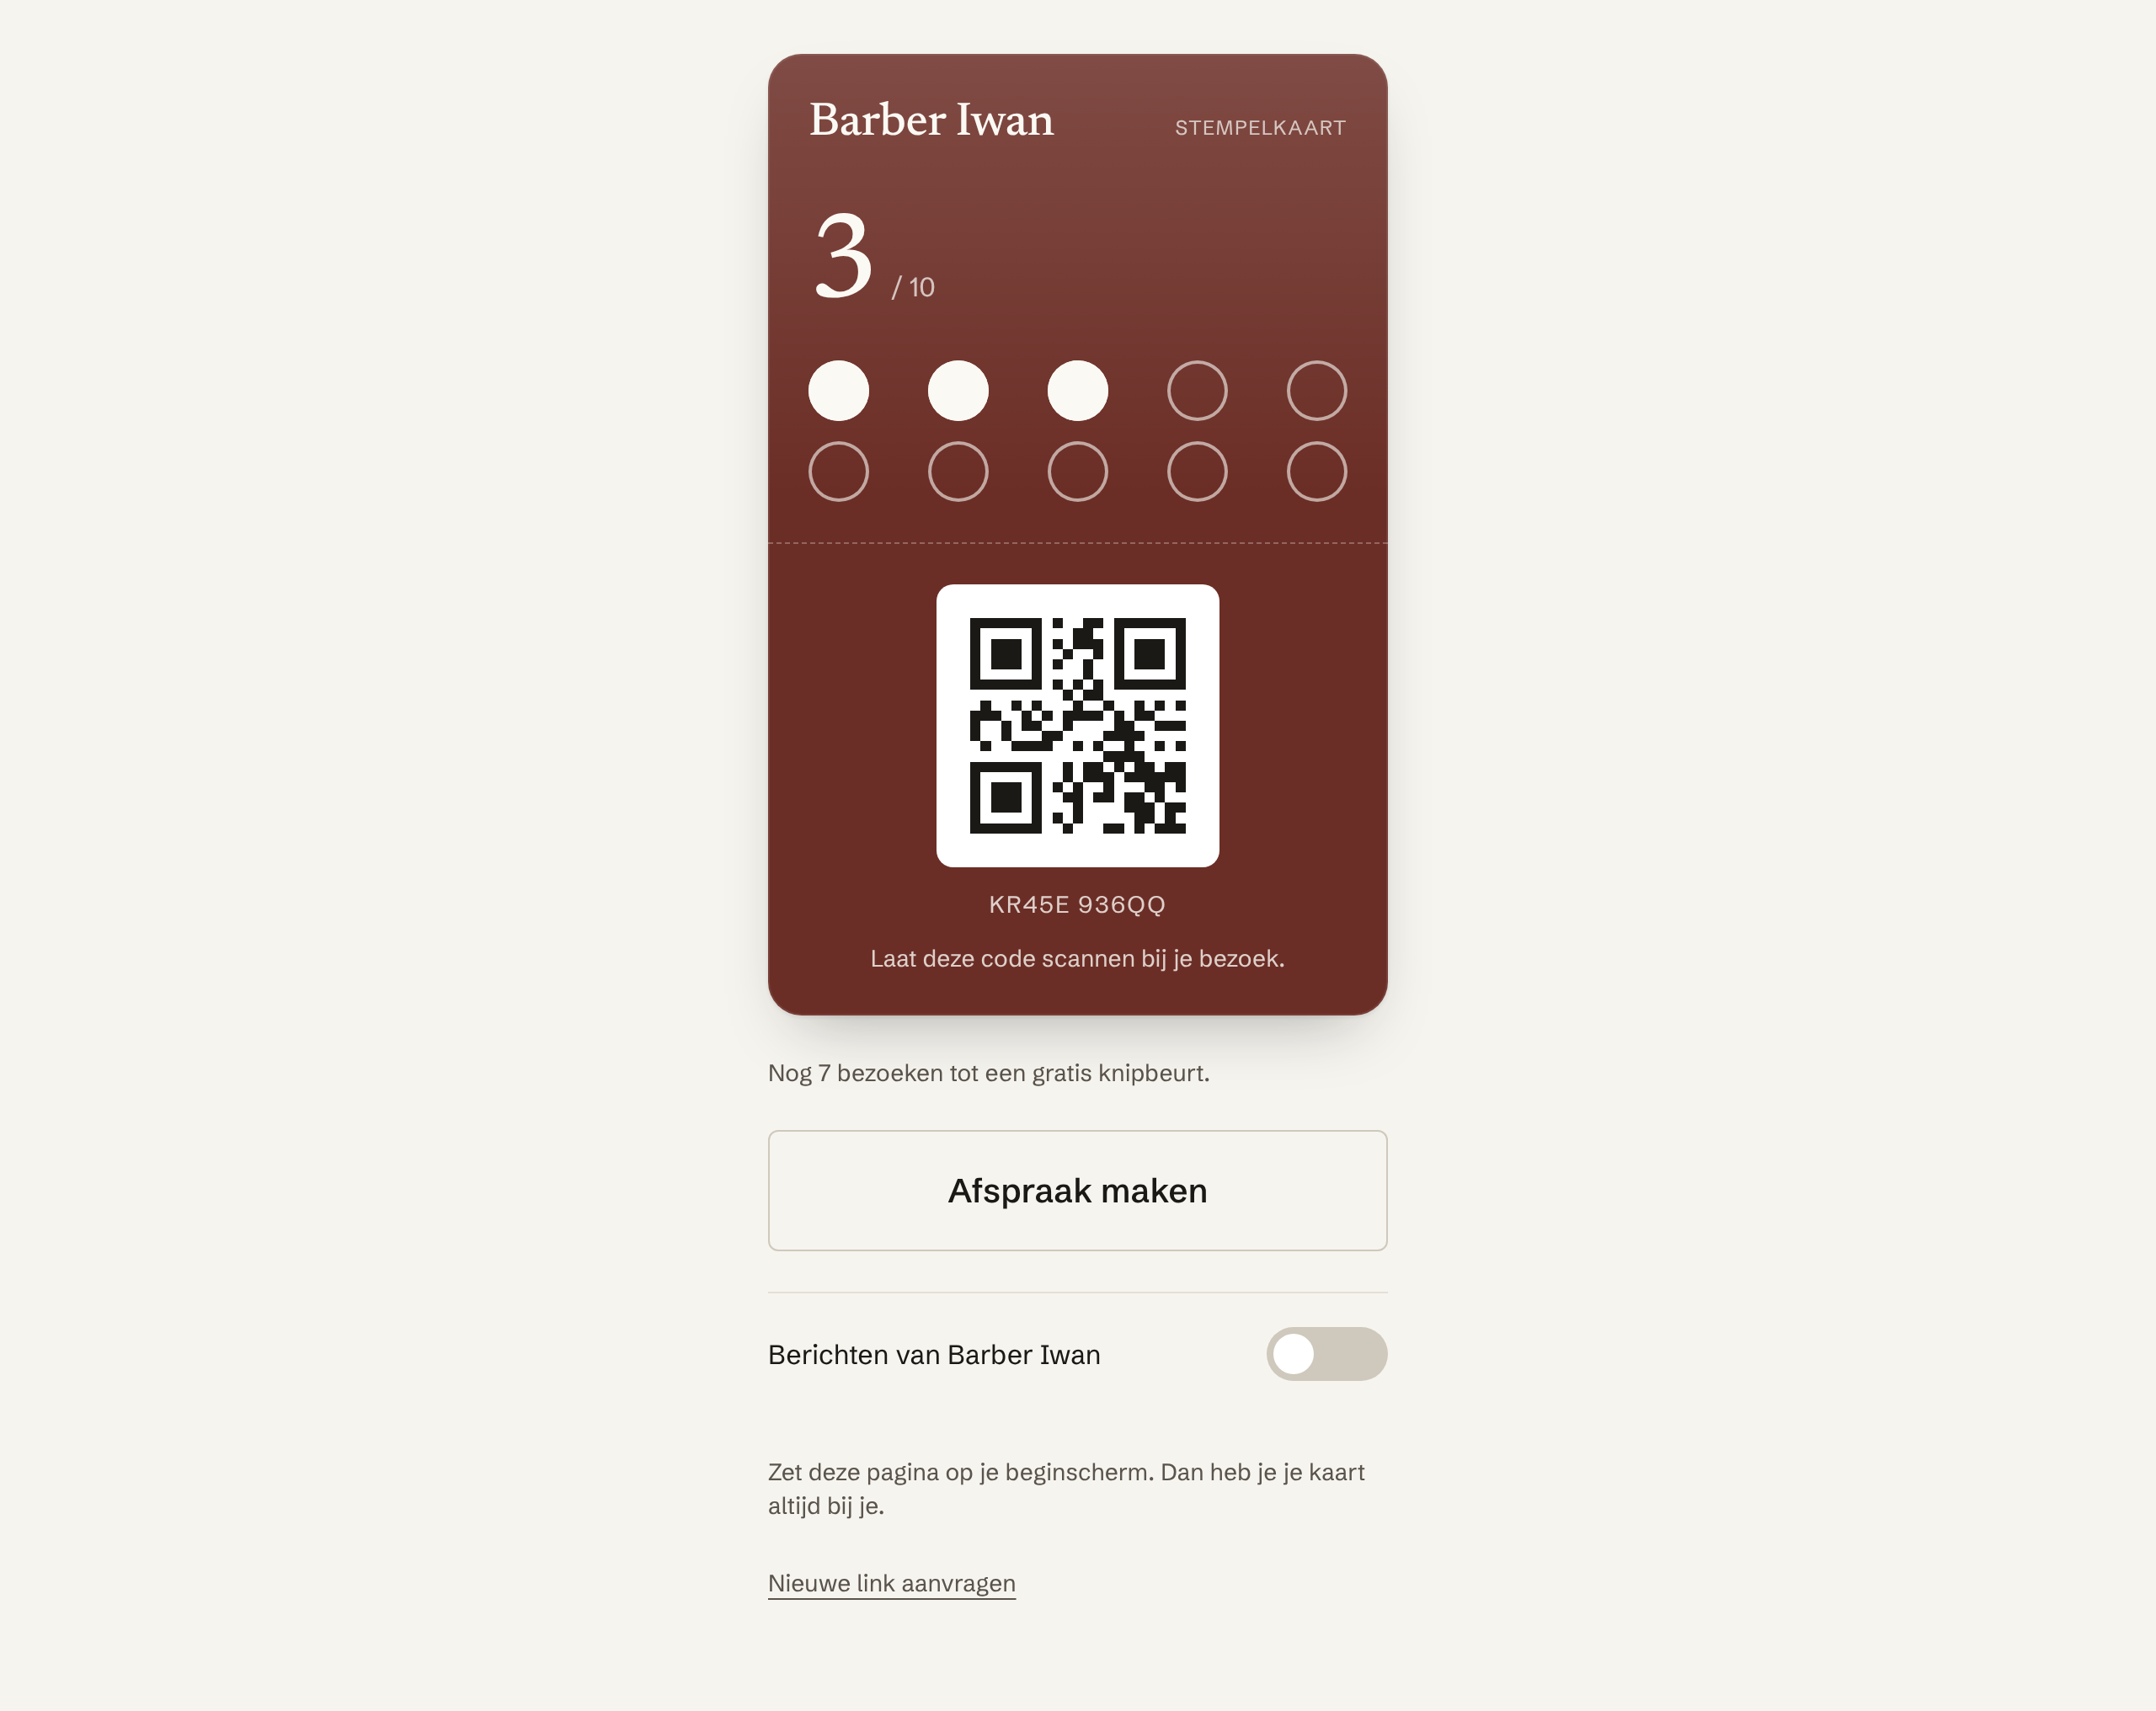 Barber Iwan
STEMPELKAART
3 / 10
KR45E 936QQ
Laat deze code scannen bij je bezoek.
Nog 7 bezoeken tot een gratis knipbeurt.
Afspraak maken
Berichten van Barber Iwan
Zet deze pagina op je beginscherm. Dan heb je je kaart
altijd bij je.
Nieuwe link aanvragen